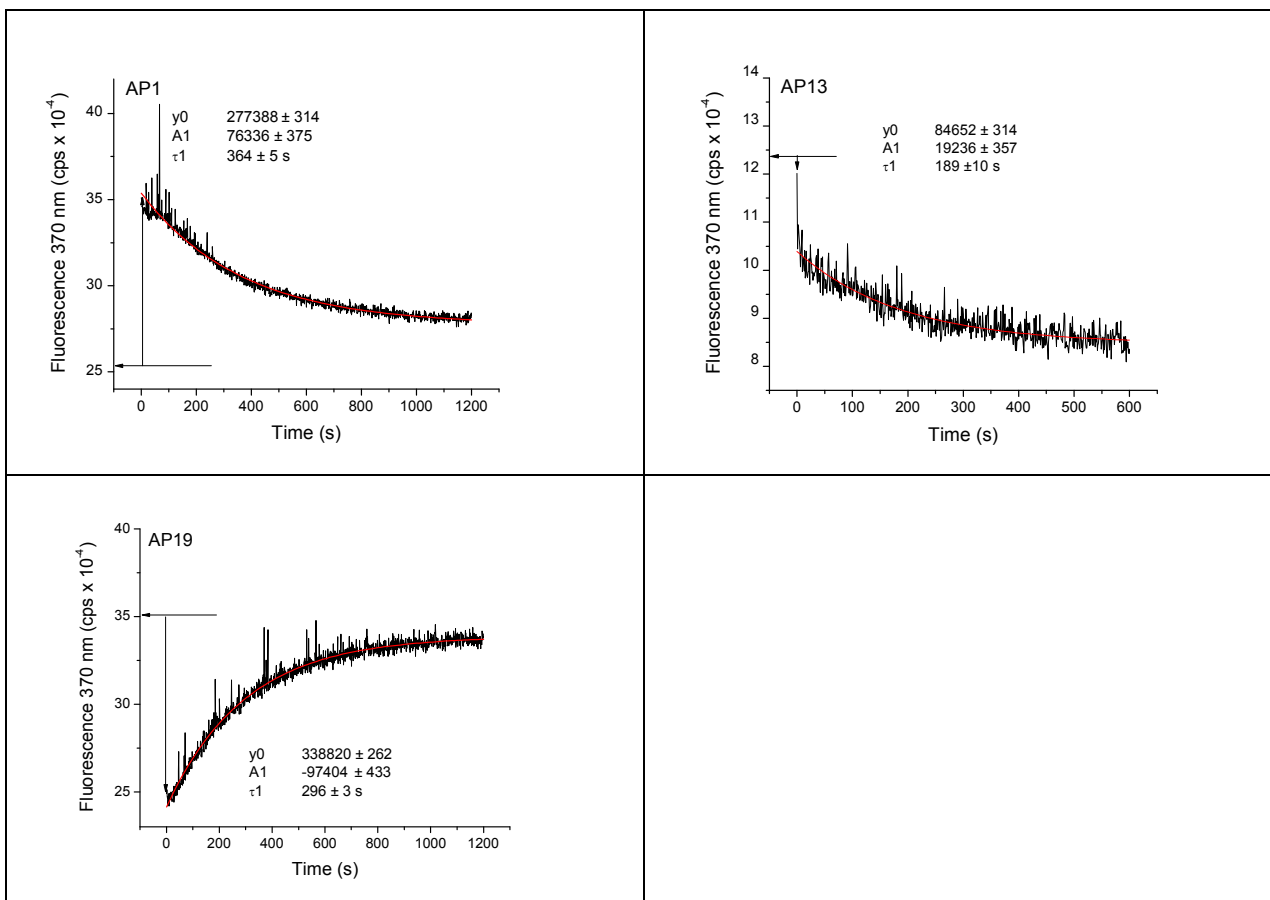 AP1
y0 277388 ± 314
A1 76336 ± 375
τ1 364 ± 5 s
Fluorescence 370 nm (cps x 10⁻⁴)
40
35
30
25
0 200 400 600 800 1000 1200
Time (s)
AP13
y0 84652 ± 314
A1 19236 ± 357
τ1 189 ±10 s
Fluorescence 370 nm (cps x 10⁻⁴)
14
13
12
11
10
9
8
0 100 200 300 400 500 600
Time (s)
AP19
y0 338820 ± 262
A1 -97404 ± 433
τ1 296 ± 3 s
Fluorescence 370 nm (cps x 10⁻⁴)
40
35
30
25
0 200 400 600 800 1000 1200
Time (s)